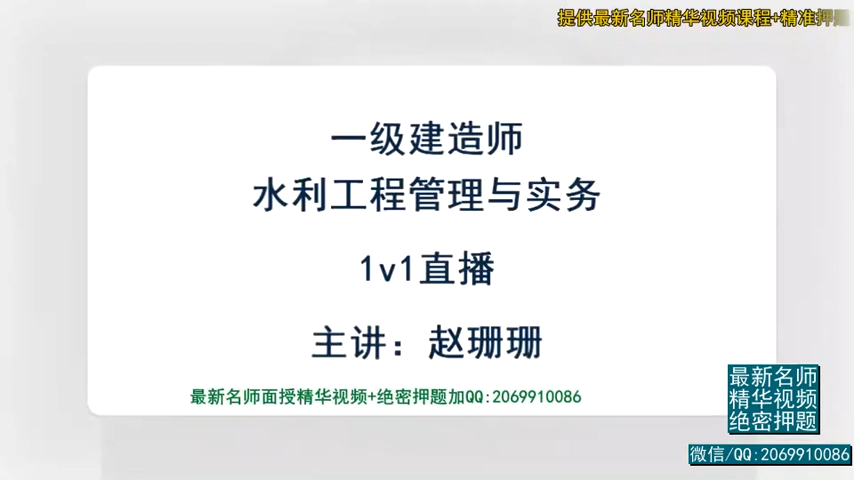 提供最新名师精华视频课程+精准押题
一级建造师
水利工程管理与实务
1v1直播
主讲：赵珊珊
最新名师面授精华视频+绝密押题加QQ:2069910086
最新名师
精华视频
绝密押题
微信/QQ:2069910086